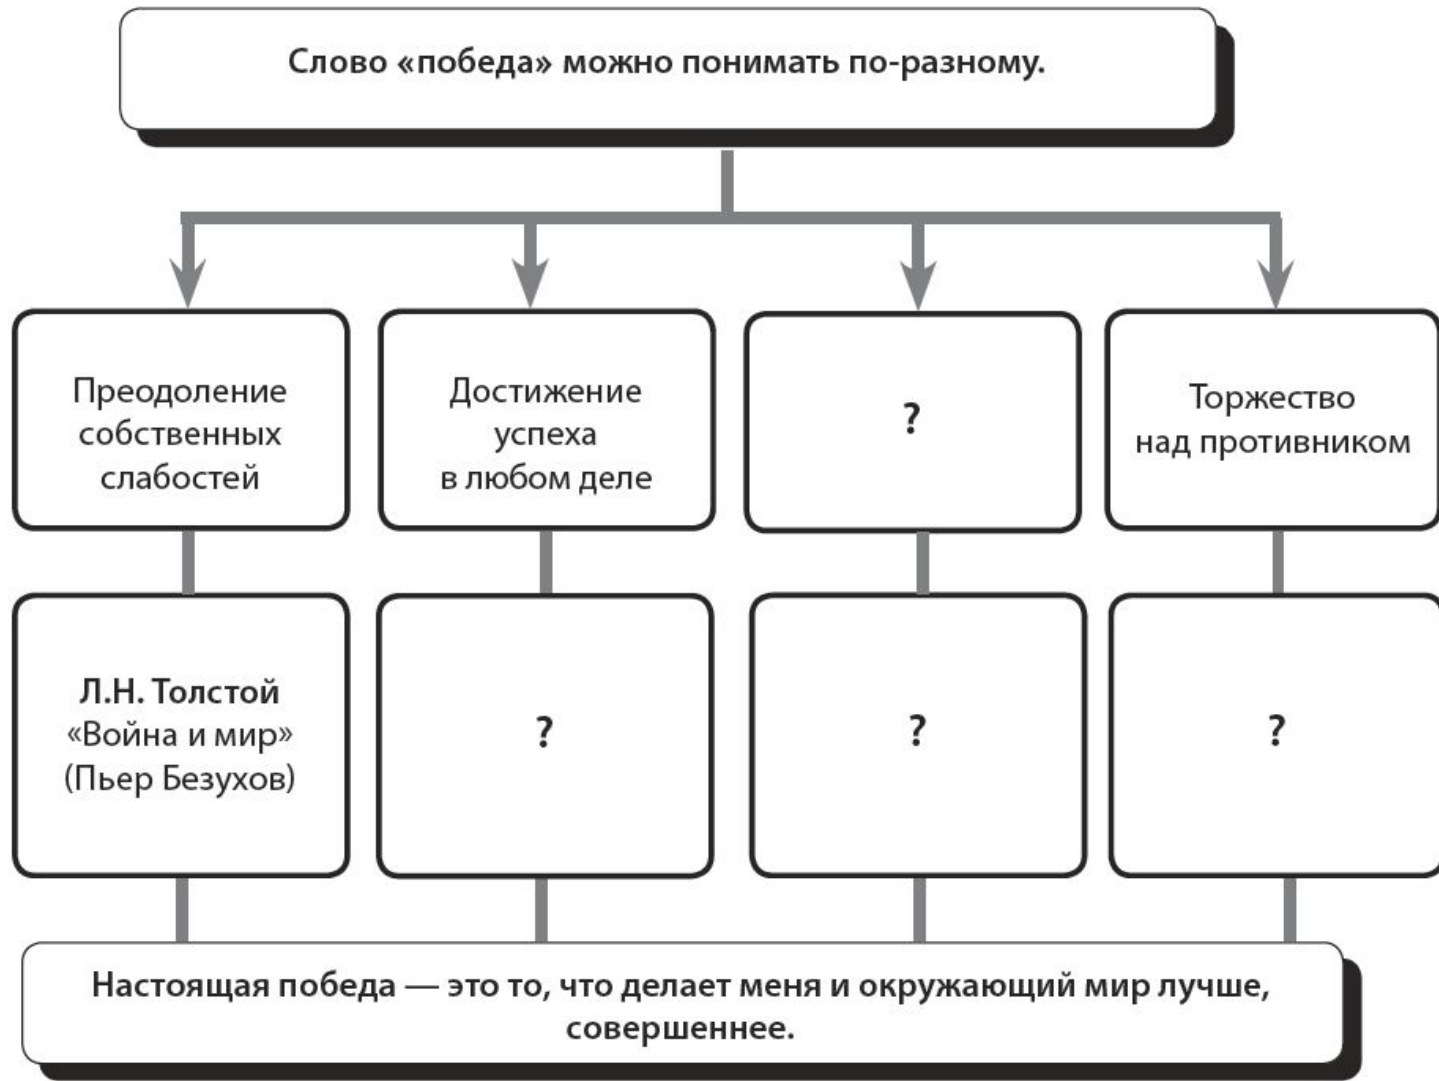 Слово «победа» можно понимать по-разному.
Преодоление
собственных
слабостей
Достижение
успеха
в любом деле
?
Торжество
над противником
Л.Н. Толстой
«Война и мир»
(Пьер Безухов)
?
?
?
Настоящая победа — это то, что делает меня и окружающий мир лучше,
совершеннее.